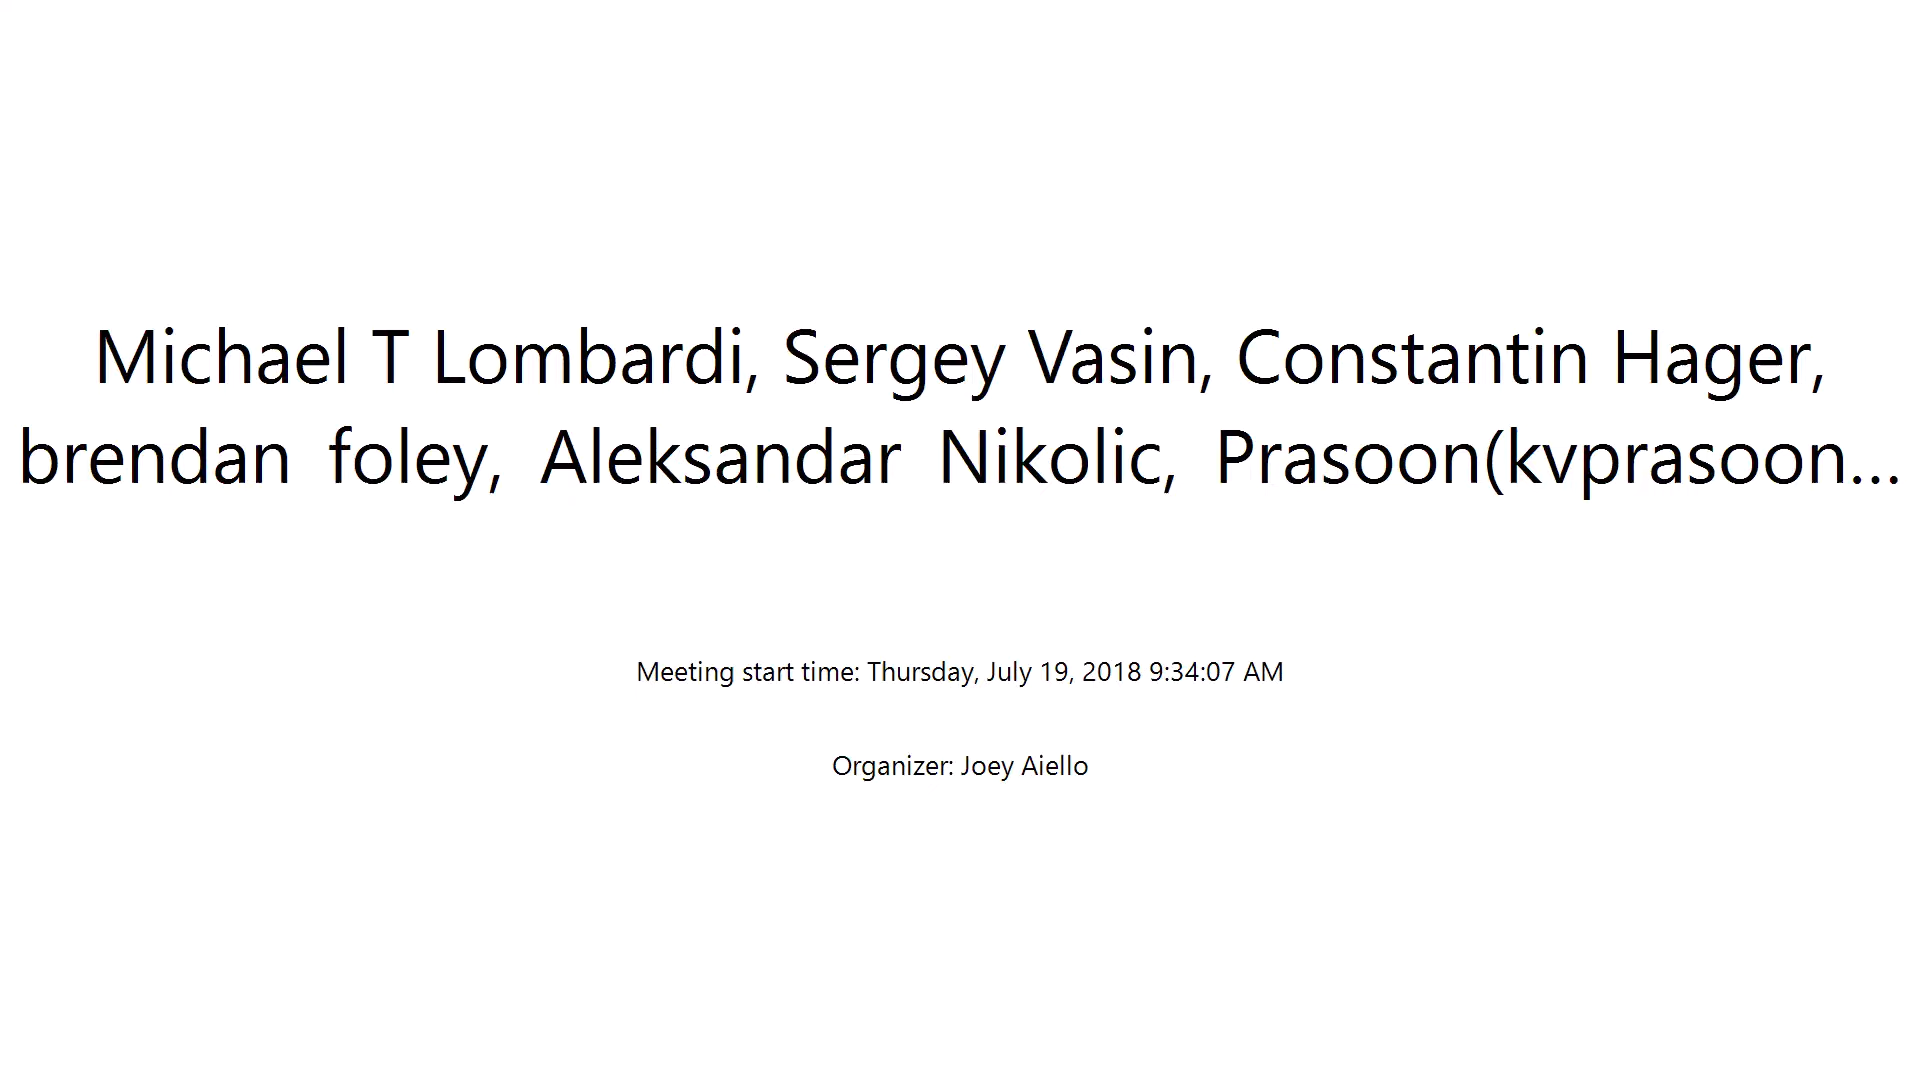 Michael T Lombardi, Sergey Vasin, Constantin Hager,
brendan foley, Aleksandar Nikolic, Prasoon(kvprasoon...
Meeting start time: Thursday, July 19, 2018 9:34:07 AM
Organizer: Joey Aiello